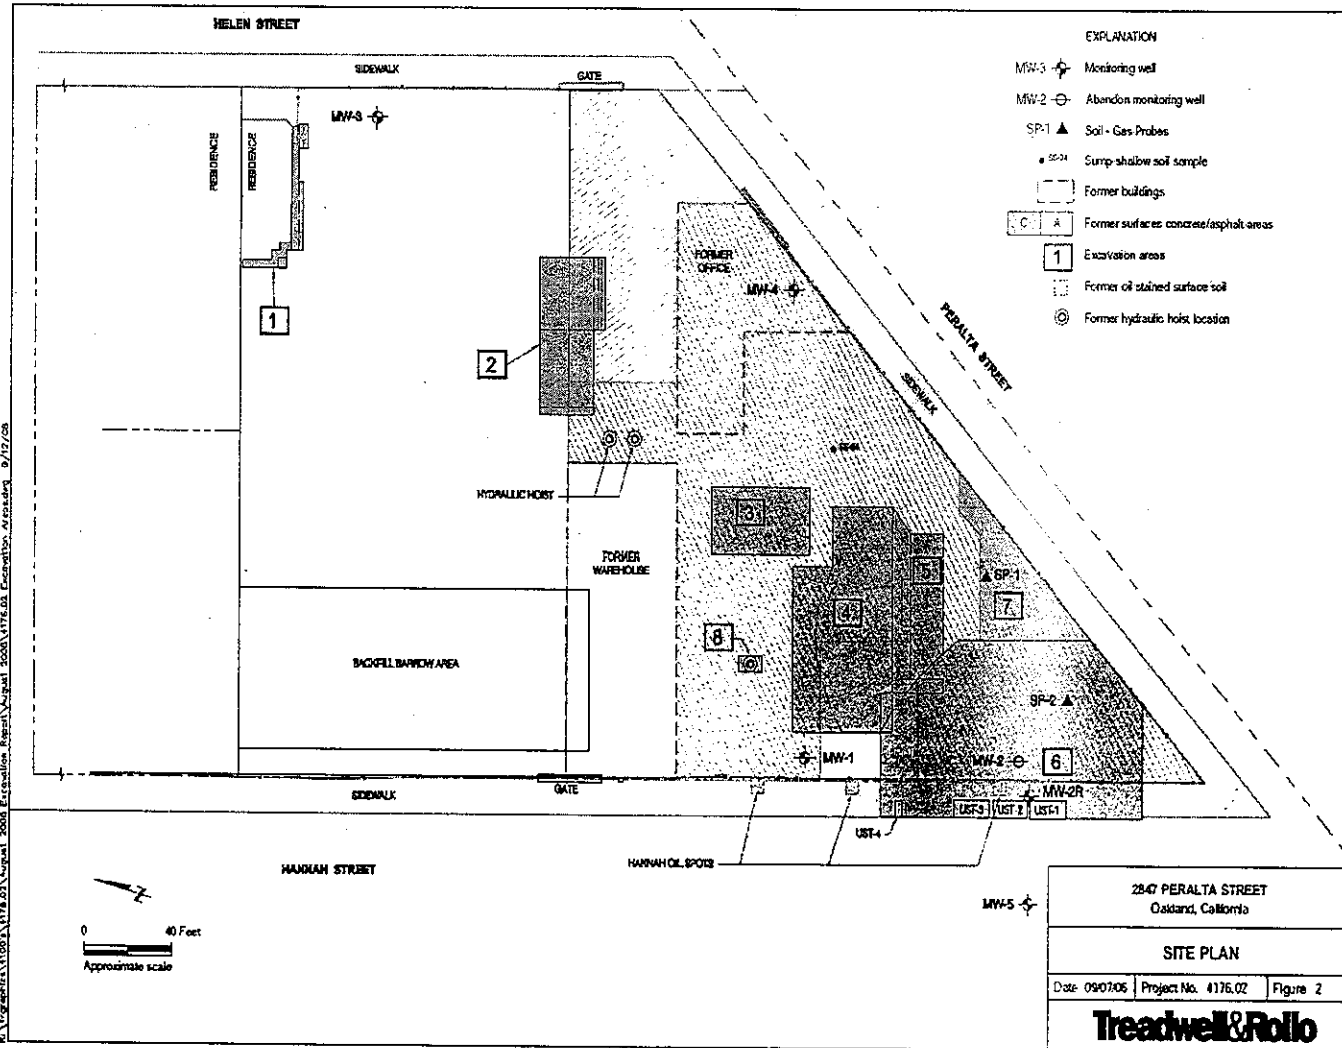 HELEN STREET
SIDEWALK
GATE
MW-3
RESIDENCE
RESIDENCE
1
2
FORMER
OFFICE
MW-4
PERALTA STREET
SIDEWALK
HYDRAULIC HOIST
FORMER
WAREHOUSE
3
4
5
SP-1
7
8
BACKFILL BARROW AREA
SP-2
MW-1
MW-2
6
MW-2R
SIDEWALK
GATE
UST-3
UST-2
UST-1
UST-4
HANNAH OIL SPOTS
HANNAH STREET
MW-5
EXPLANATION
MW-3 Monitoring well
MW-2 Abandon monitoring well
SP-1 Soil - Gas Probes
SS-04 Sump shallow soil sample
Former buildings
C A Former surfaces concrete/asphalt areas
1 Excavation areas
Former oil stained surface soil
Former hydraulic hoist location
Z
0 40 Feet
Approximate scale
2847 PERALTA STREET
Oakland, California
SITE PLAN
Date 09/07/06 Project No. 4176.02 Figure 2
Treadwell&Rollo